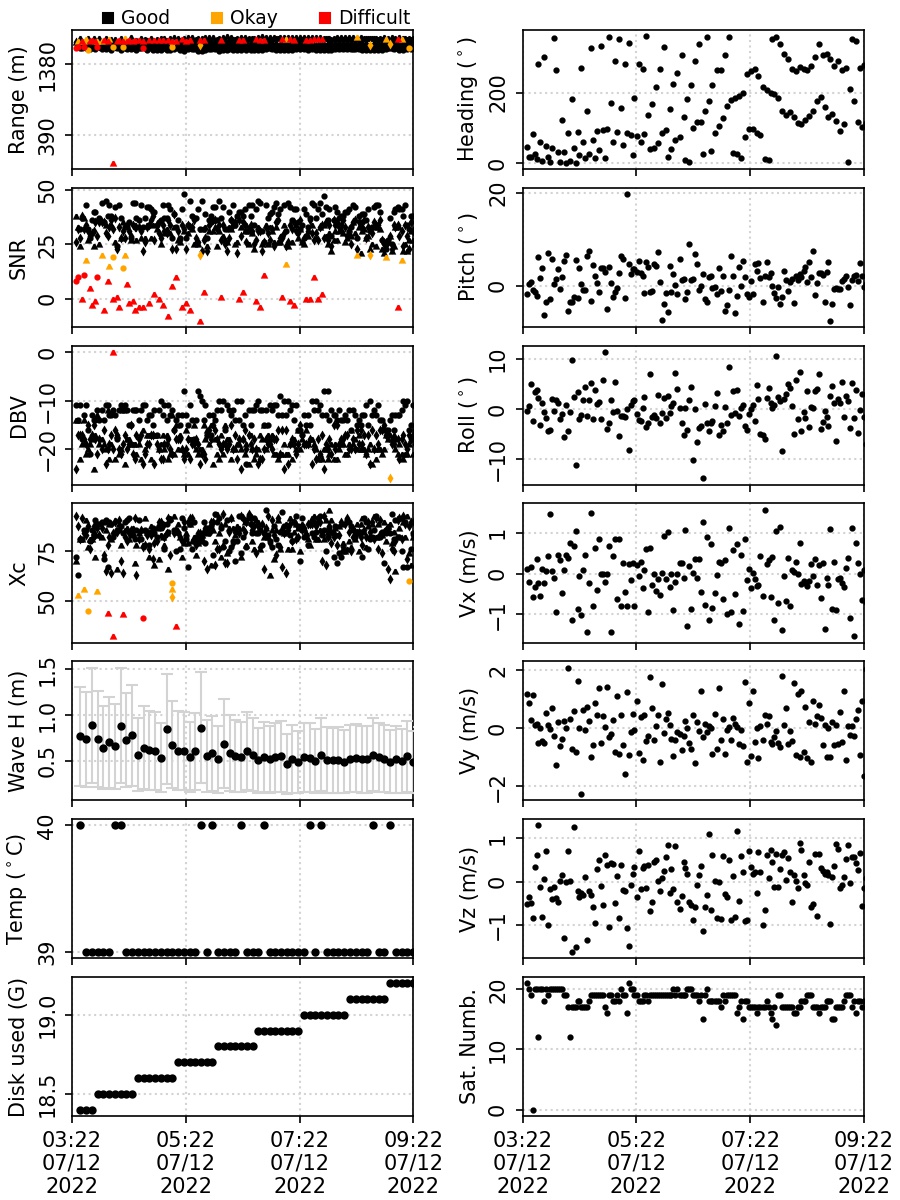 Good Okay Difficult
Range (m)
1380
390
Heading (°)
200
0
SNR
50
25
0
Pitch (°)
20
0
DBV
0
−10
−20
Roll (°)
10
0
−10
Xc
75
50
Vx (m/s)
1
0
−1
Wave H (m)
1.5
1.0
0.5
Vy (m/s)
2
0
−2
Temp (°C)
40
39
Vz (m/s)
1
0
−1
Disk used (G)
19.0
18.5
Sat. Numb.
20
10
0
03:22 05:22 07:22 09:22 03:22 05:22 07:22 09:22
07/12 07/12 07/12 07/12 07/12 07/12 07/12 07/12
2022 2022 2022 2022 2022 2022 2022 2022